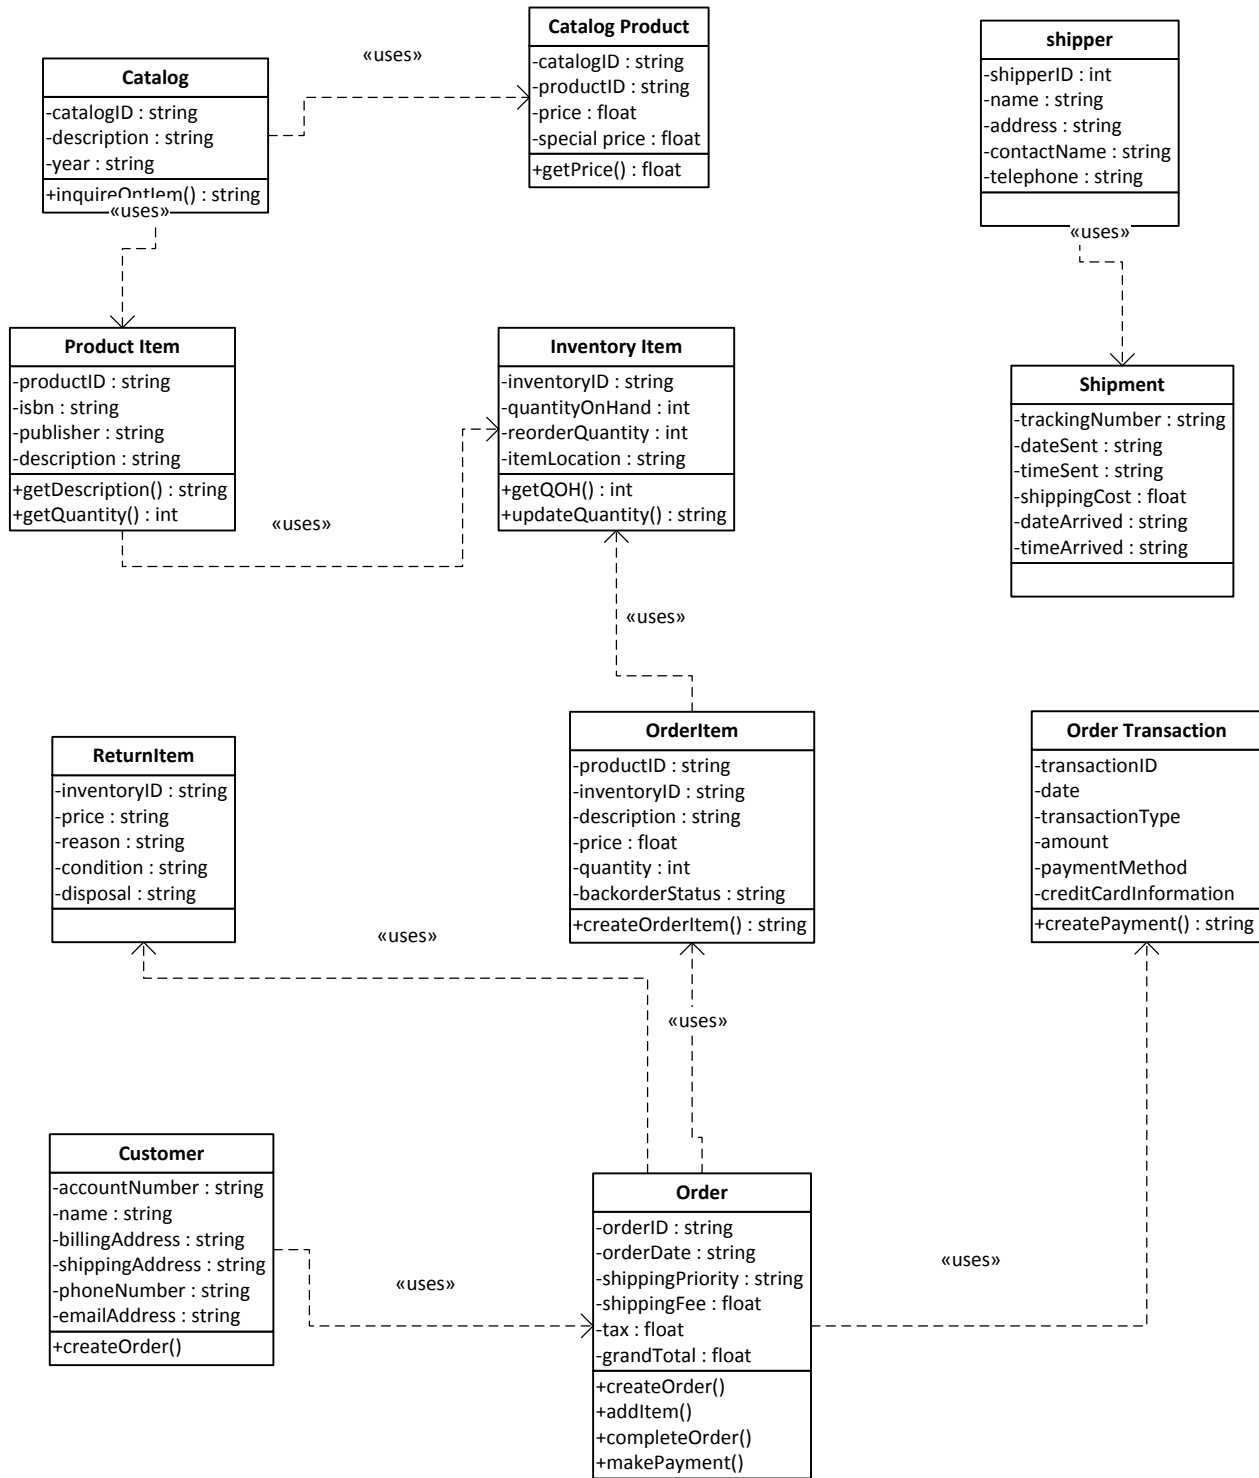 Catalog Product
-catalogID : string
-productID : string
-price : float
-special price : float
+getPrice() : float
«uses»
Catalog
-catalogID : string
-description : string
-year : string
+inquireOntIem() : string
«uses»
shipper
-shipperID : int
-name : string
-address : string
-contactName : string
-telephone : string
«uses»
Product Item
-productID : string
-isbn : string
-publisher : string
-description : string
+getDescription() : string
+getQuantity() : int
«uses»
Inventory Item
-inventoryID : string
-quantityOnHand : int
-reorderQuantity : int
-itemLocation : string
+getQOH() : int
+updateQuantity() : string
Shipment
-trackingNumber : string
-dateSent : string
-timeSent : string
-shippingCost : float
-dateArrived : string
-timeArrived : string
«uses»
ReturnItem
-inventoryID : string
-price : string
-reason : string
-condition : string
-disposal : string
OrderItem
-productID : string
-inventoryID : string
-description : string
-price : float
-quantity : int
-backorderStatus : string
+createOrderItem() : string
Order Transaction
-transactionID
-date
-transactionType
-amount
-paymentMethod
-creditCardInformation
+createPayment() : string
«uses»
«uses»
Customer
-accountNumber : string
-name : string
-billingAddress : string
-shippingAddress : string
-phoneNumber : string
-emailAddress : string
+createOrder()
«uses»
Order
-orderID : string
-orderDate : string
-shippingPriority : string
-shippingFee : float
-tax : float
-grandTotal : float
+createOrder()
+addItem()
+completeOrder()
+makePayment()
«uses»